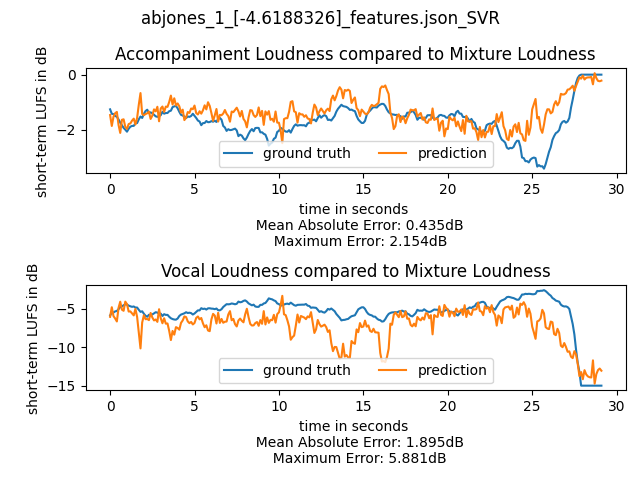 abjones_1_[-4.6188326]_features.json_SVR
Accompaniment Loudness compared to Mixture Loudness
short-term LUFS in dB
0
−2
ground truth
prediction
0
5
10
15
20
25
30
time in seconds
Mean Absolute Error: 0.435dB
Maximum Error: 2.154dB
Vocal Loudness compared to Mixture Loudness
short-term LUFS in dB
−5
−10
−15
ground truth
prediction
0
5
10
15
20
25
30
time in seconds
Mean Absolute Error: 1.895dB
Maximum Error: 5.881dB